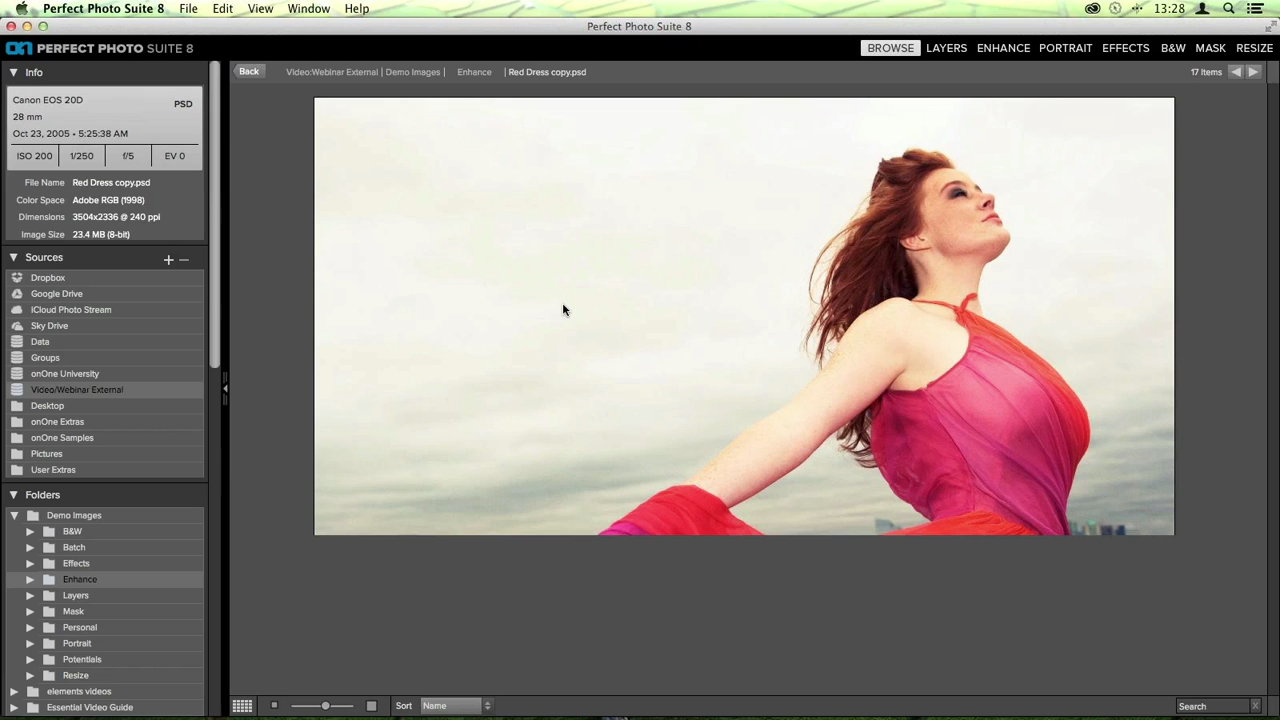 Perfect Photo Suite 8 File Edit View Window Help 13:28
Perfect Photo Suite 8
on PERFECT PHOTO SUITE 8 BROWSE LAYERS ENHANCE PORTRAIT EFFECTS B&W MASK RESIZE
Info
Canon EOS 20D PSD
28 mm
Oct 23, 2005 • 5:25:38 AM
ISO 200 1/250 f/5 EV 0
File Name Red Dress copy.psd
Color Space Adobe RGB (1998)
Dimensions 3504x2336 @ 240 ppi
Image Size 23.4 MB (8-bit)
Sources + −
Dropbox
Google Drive
iCloud Photo Stream
Sky Drive
Data
Groups
onOne University
Video/Webinar External
Desktop
onOne Extras
onOne Samples
Pictures
User Extras
Folders
Demo Images
B&W
Batch
Effects
Enhance
Layers
Mask
Personal
Portrait
Potentials
Resize
elements videos
Essential Video Guide
Back Video:Webinar External | Demo Images | Enhance | Red Dress copy.psd 17 Items
Sort Name Search